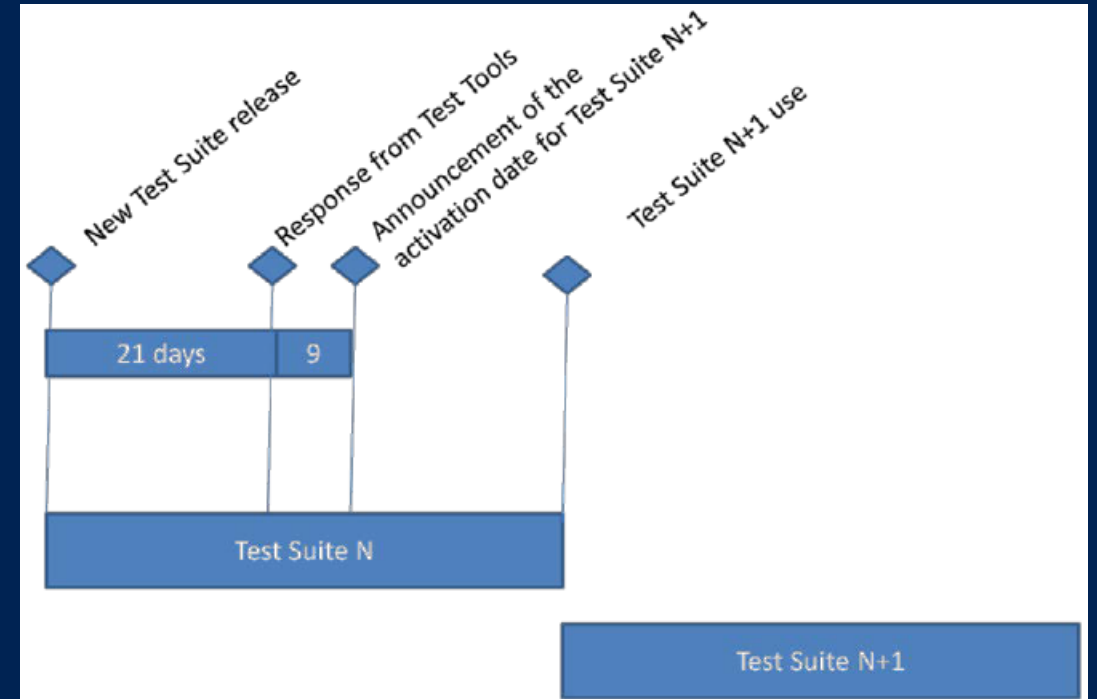 New Test Suite release
Response from Test Tools
Announcement of the
activation date for Test Suite N+1
Test Suite N+1 use
21 days
9
Test Suite N
Test Suite N+1